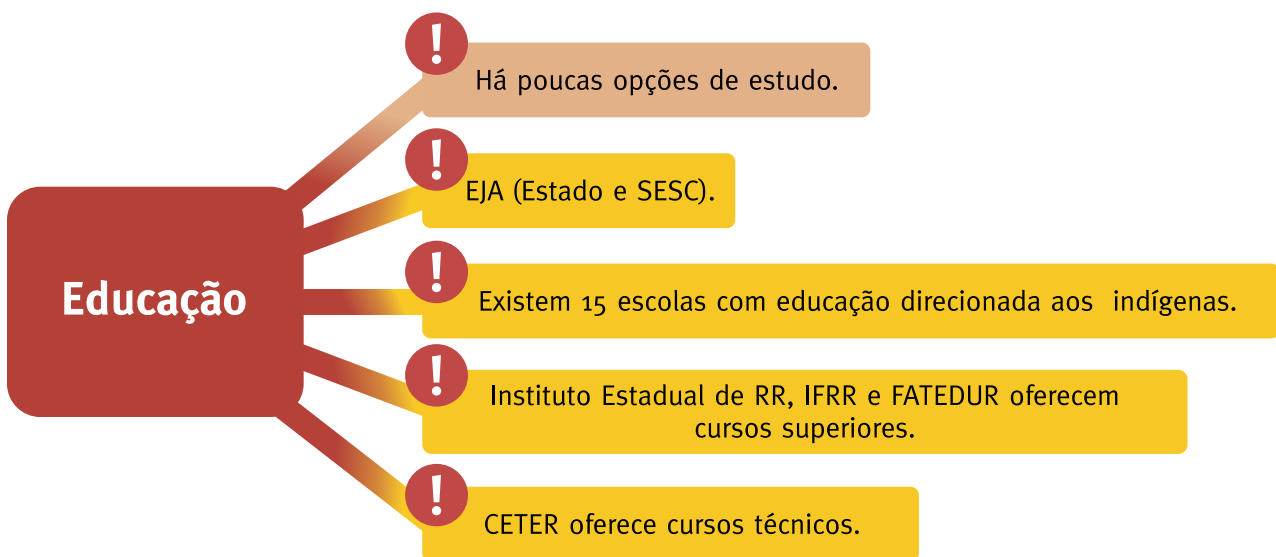 !
Há poucas opções de estudo.
!
EJA (Estado e SESC).
Educação
!
Existem 15 escolas com educação direcionada aos indígenas.
!
Instituto Estadual de RR, IFRR e FATEDUR oferecem
cursos superiores.
!
CETER oferece cursos técnicos.